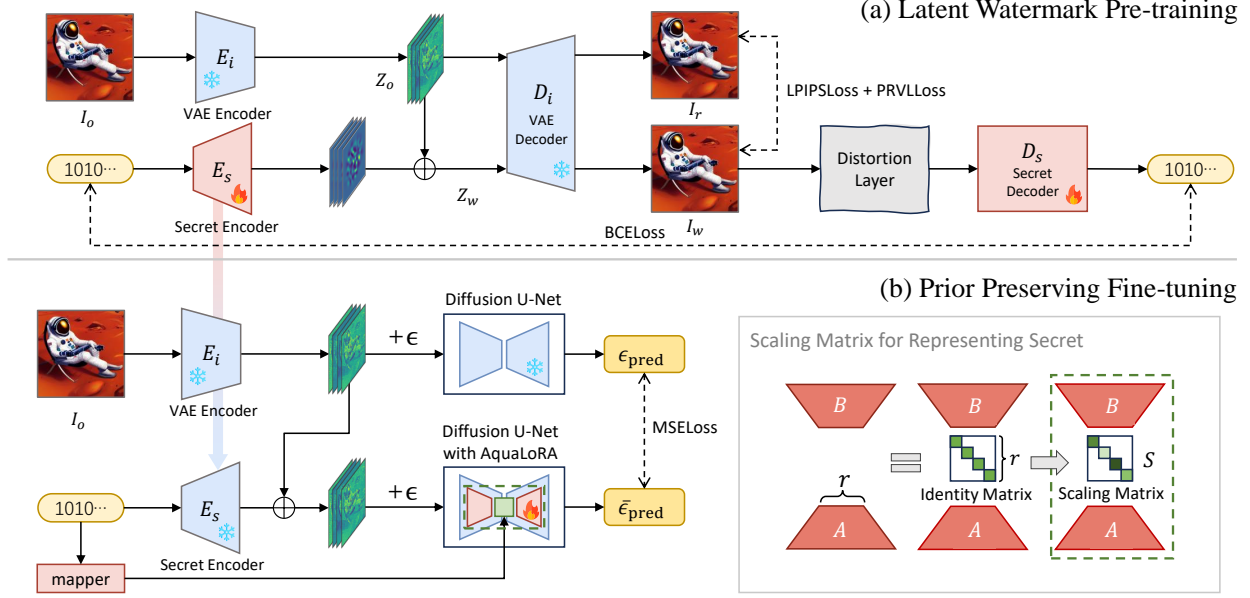 (a) Latent Watermark Pre-training
E_i
VAE Encoder
I_o
Z_o
D_i
VAE
Decoder
I_r
LPIPSLoss + PRVLLoss
1010···
E_s
Secret Encoder
Z_w
I_w
Distortion
Layer
D_s
Secret
Decoder
1010···
BCELoss
(b) Prior Preserving Fine-tuning
I_o
E_i
VAE Encoder
+ϵ
Diffusion U-Net
ϵ_pred
MSELoss
1010···
E_s
Secret Encoder
+ϵ
Diffusion U-Net
with AquaLoRA
ϵ̄_pred
mapper
Scaling Matrix for Representing Secret
B
B
B
r
S
r
Identity Matrix
Scaling Matrix
A
A
A